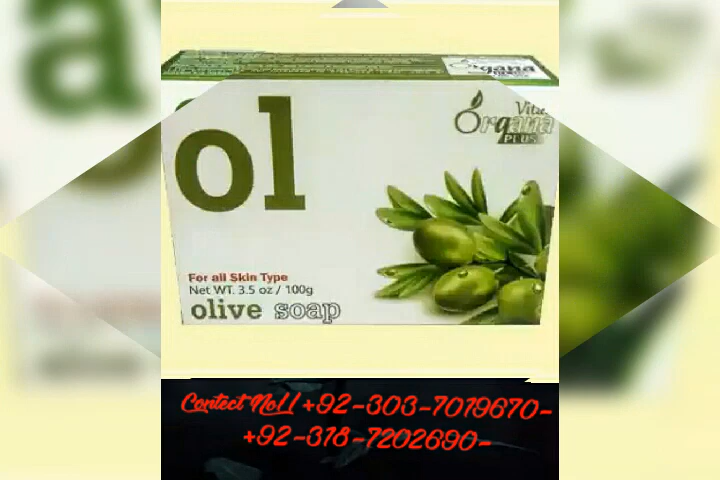 Vita
Organa
PLUS
ol
For all Skin Type
Net WT. 3.5 oz / 100g
olive soap
Contect No!.! +92-303-7019670-
+92-318-7202690-